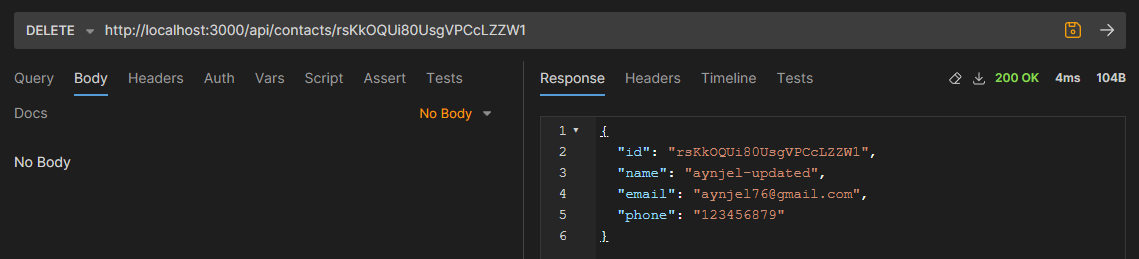 DELETE http://localhost:3000/api/contacts/rsKkOQUi80UsgVPCcLZZW1
Query Body Headers Auth Vars Script Assert Tests
Docs No Body
No Body
Response Headers Timeline Tests 200 OK 4ms 104B
1 {
2 "id": "rsKkOQUi80UsgVPCcLZZW1",
3 "name": "aynjel-updated",
4 "email": "aynjel76@gmail.com",
5 "phone": "123456879"
6 }